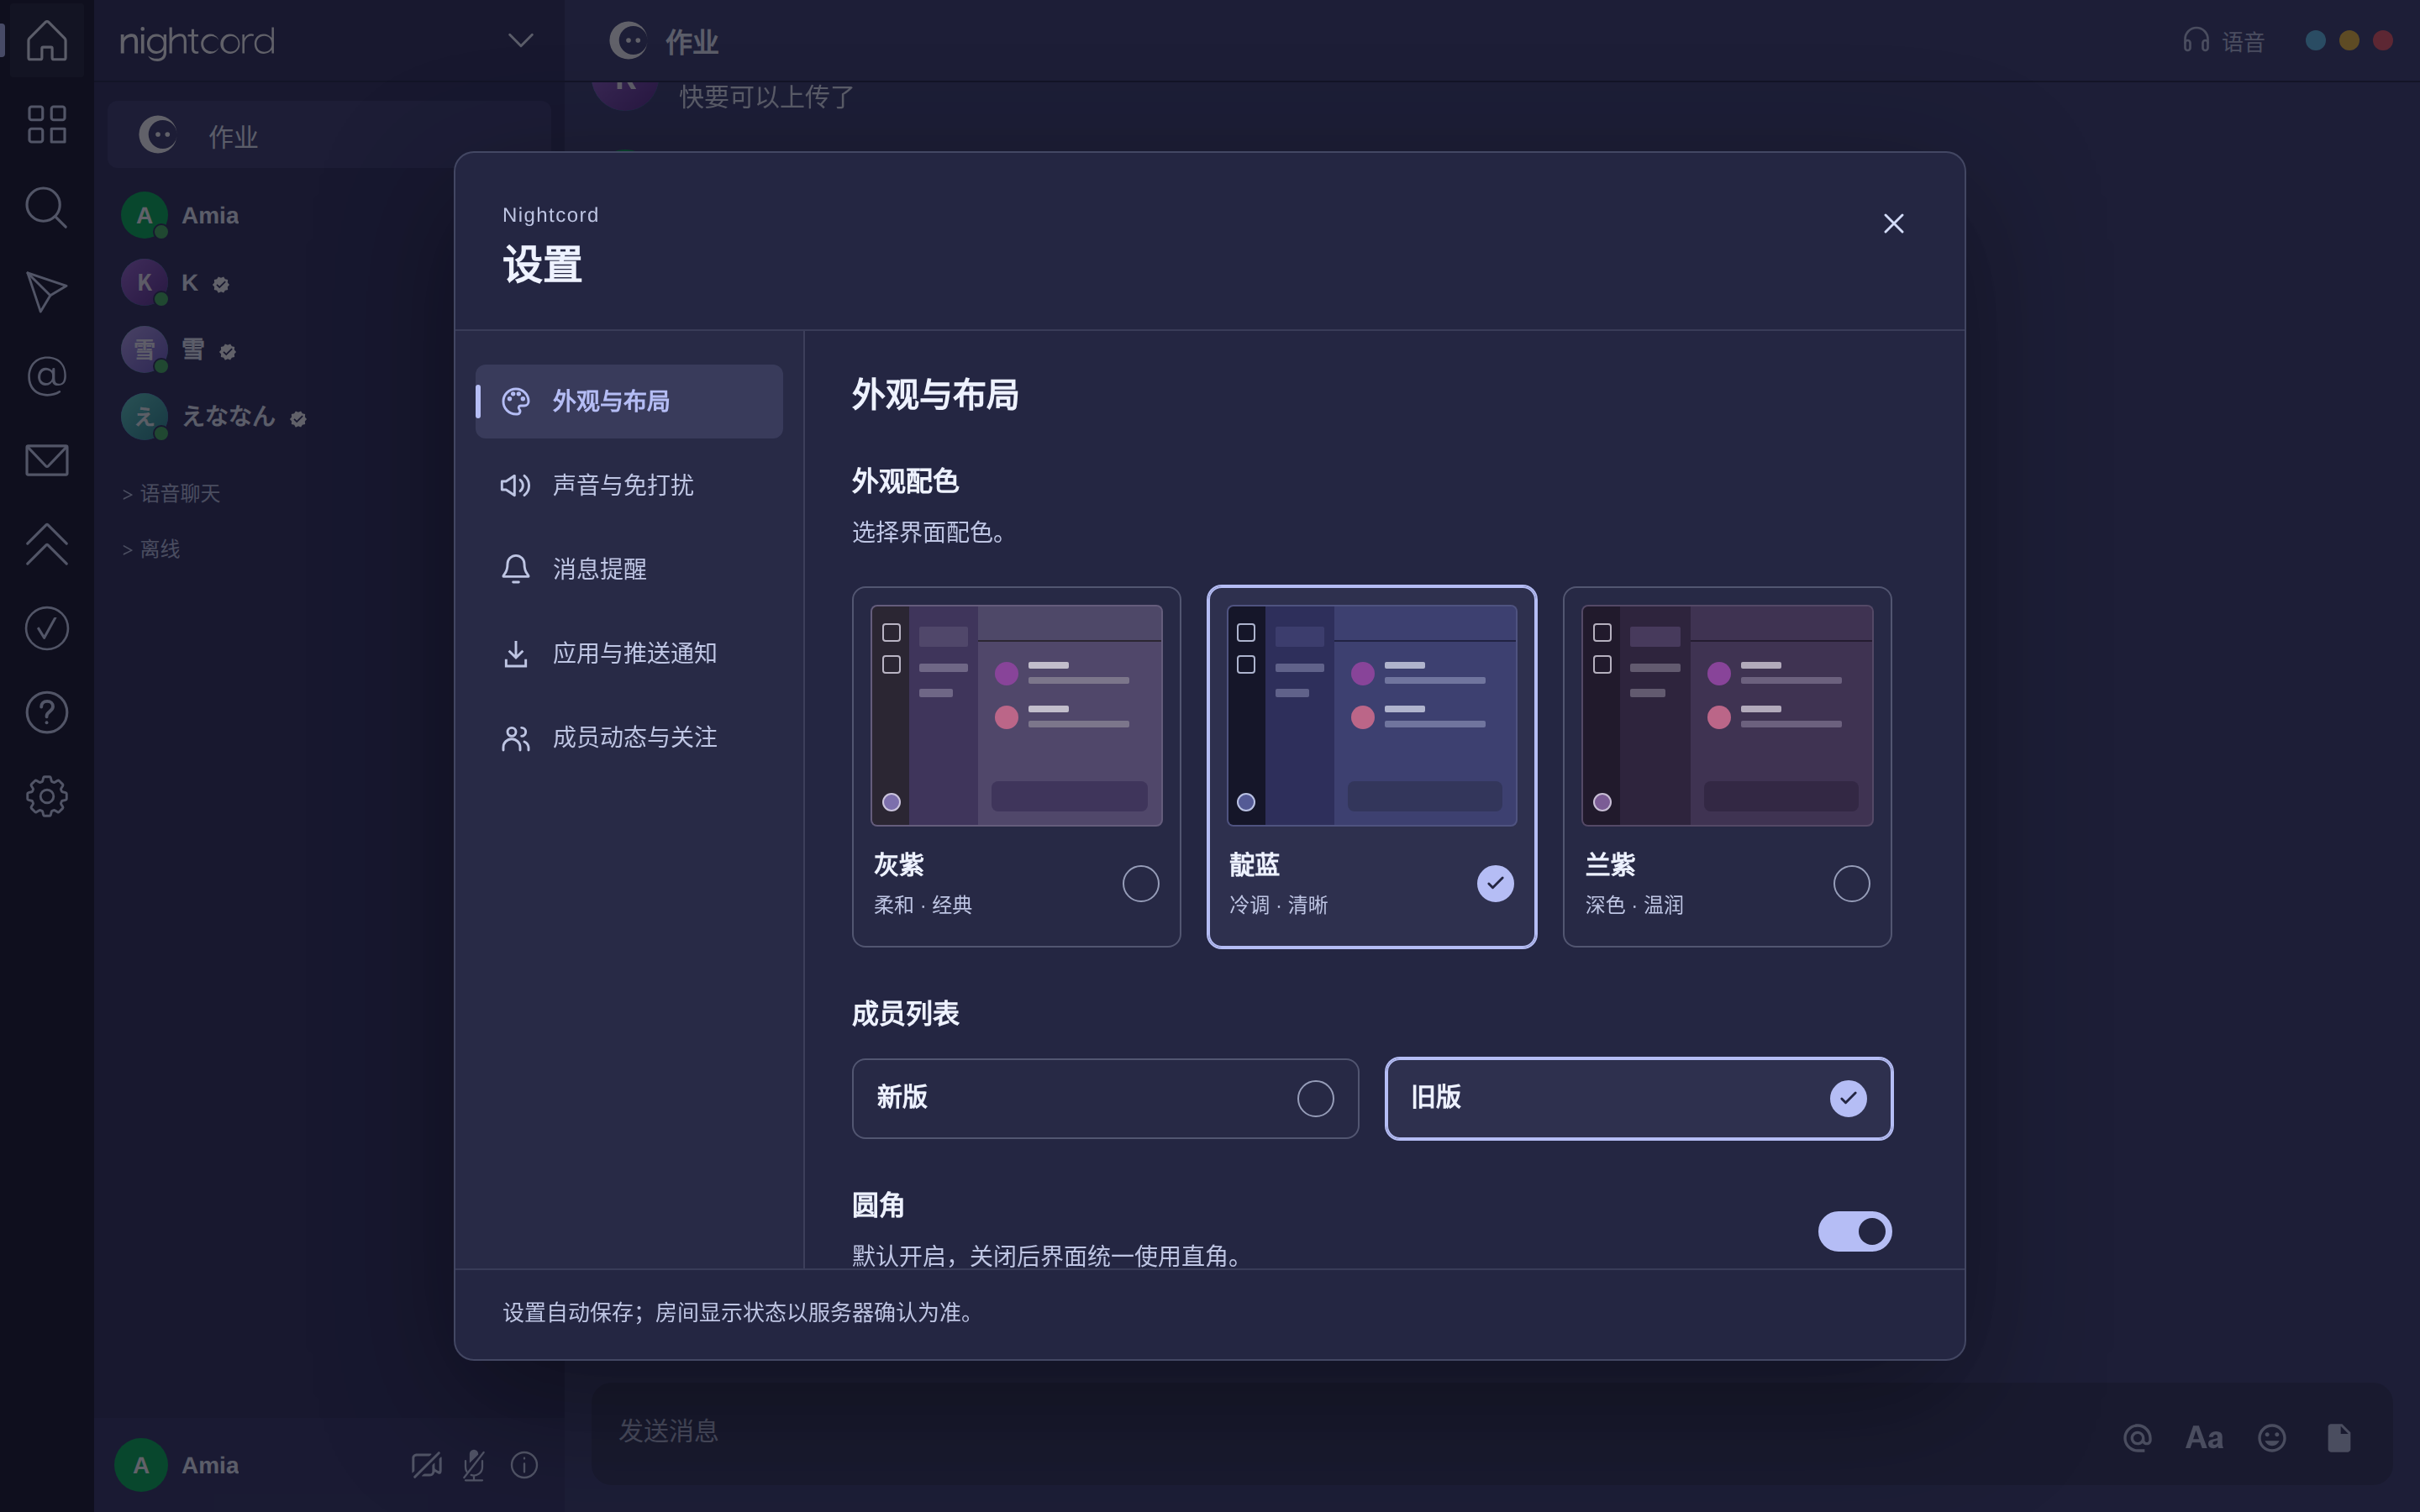 nightcord
作业
语音
快要可以上传了
作业
A Amia
K K
雪 雪
え えななん
> 语音聊天
> 离线
Nightcord
设置
外观与布局
声音与免打扰
消息提醒
应用与推送通知
成员动态与关注
外观与布局
外观配色
选择界面配色。
灰紫
柔和 · 经典
靛蓝
冷调 · 清晰
兰紫
深色 · 温润
成员列表
新版
旧版
圆角
默认开启，关闭后界面统一使用直角。
设置自动保存；房间显示状态以服务器确认为准。
A Amia
发送消息
Aa